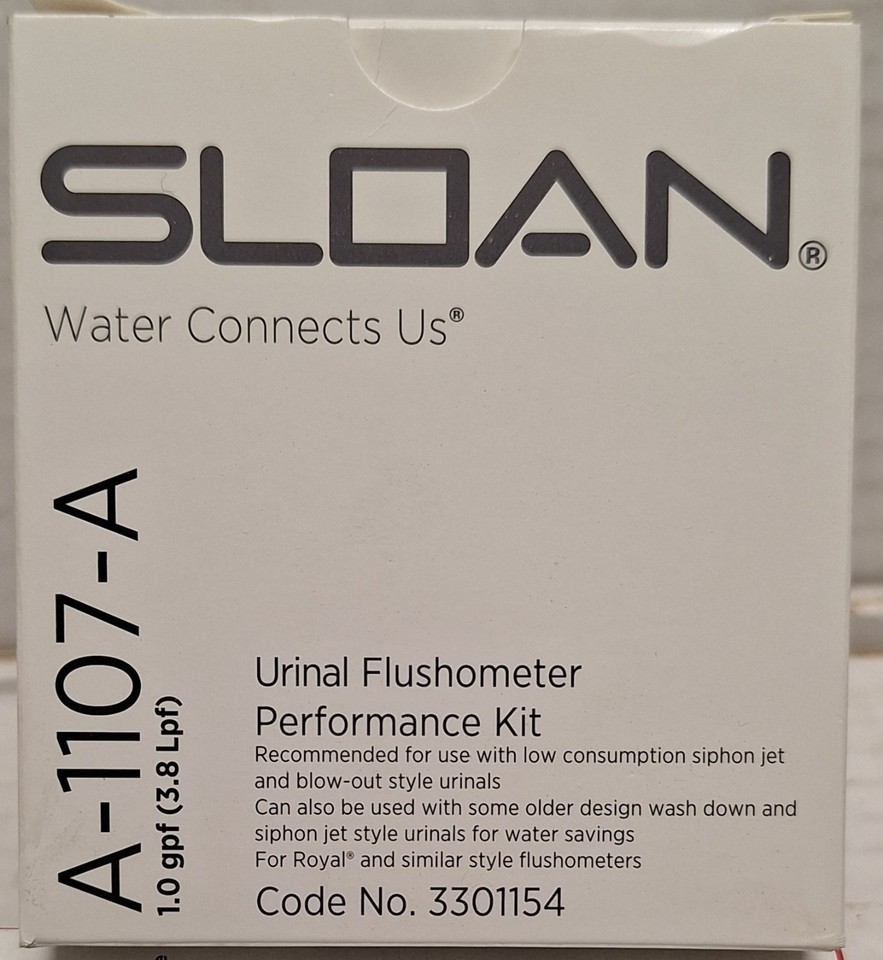 SLOAN®
Water Connects Us®
A-1107-A
1.0 gpf (3.8 Lpf)
Urinal Flushometer
Performance Kit
Recommended for use with low consumption siphon jet
and blow-out style urinals
Can also be used with some older design wash down and
siphon jet style urinals for water savings
For Royal® and similar style flushometers
Code No. 3301154